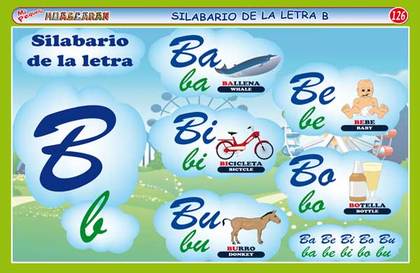 Mi Pequeño HUASCARAN
SILABARIO DE LA LETRA B
126
Silabario
de la letra
B
b
Ba
ba
BALLENA
WHALE
Be
be
BEBE
BABY
Bi
bi
BICICLETA
BICYCLE
Bo
bo
BOTELLA
BOTTLE
Bu
bu
BURRO
DONKEY
Ba Be Bi Bo Bu
ba be bi bo bu